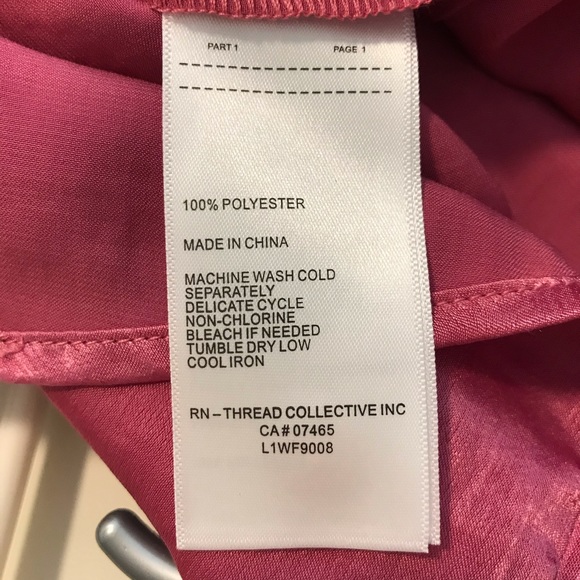 PART 1 PAGE 1
100% POLYESTER
MADE IN CHINA
MACHINE WASH COLD
SEPARATELY
DELICATE CYCLE
NON-CHLORINE
BLEACH IF NEEDED
TUMBLE DRY LOW
COOL IRON
RN – THREAD COLLECTIVE INC
CA # 07465
L1WF9008